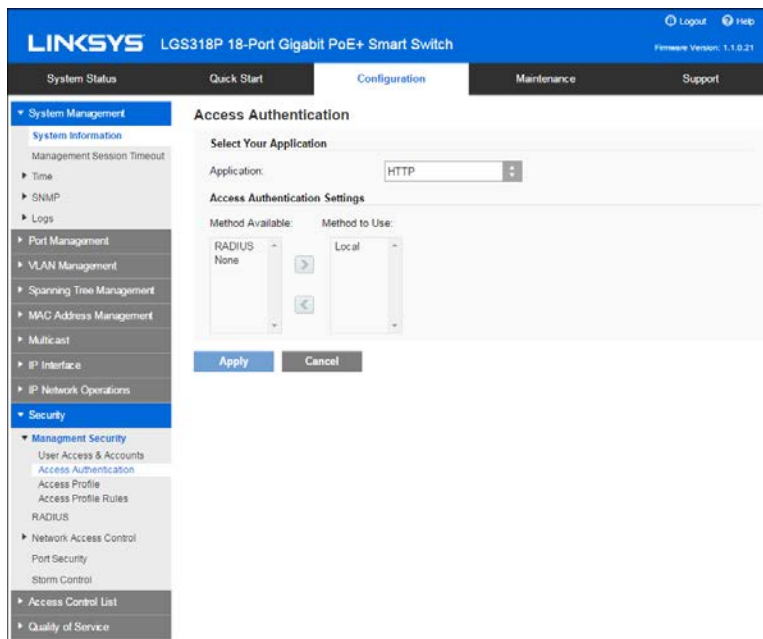 Logout Help
LINKSYS LGS318P 18-Port Gigabit PoE+ Smart Switch
Firmware Version: 1.1.0.21
System Status Quick Start Configuration Maintenance Support
System Management
System Information
Management Session Timeout
Time
SNMP
Logs
Port Management
VLAN Management
Spanning Tree Management
MAC Address Management
Multicast
IP Interface
IP Network Operations
Security
Managment Security
User Access & Accounts
Access Authentication
Access Profile
Access Profile Rules
RADIUS
Network Access Control
Port Security
Storm Control
Access Control List
Quality of Service
Access Authentication
Select Your Application
Application: HTTP
Access Authentication Settings
Method Available: Method to Use:
RADIUS Local
None
Apply Cancel